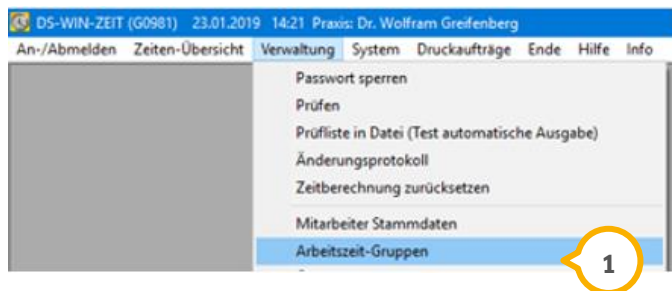 DS-WIN-ZEIT (G0981) 23.01.2019 14:21 Praxis: Dr. Wolfram Greifenberg
An-/Abmelden Zeiten-Übersicht Verwaltung System Druckaufträge Ende Hilfe Info
Passwort sperren
Prüfen
Prüfliste in Datei (Test automatische Ausgabe)
Änderungsprotokoll
Zeitberechnung zurücksetzen
Mitarbeiter Stammdaten
Arbeitszeit-Gruppen
1